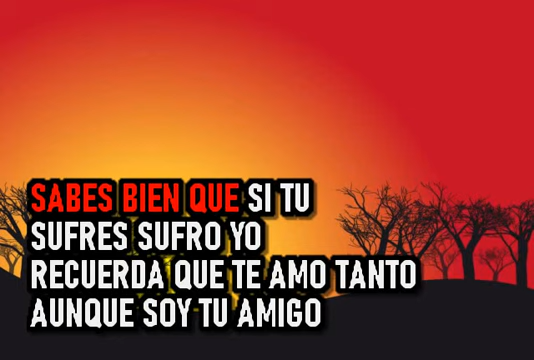 SABES BIEN QUE SI TU
SUFRES SUFRO YO
RECUERDA QUE TE AMO TANTO
AUNQUE SOY TU AMIGO